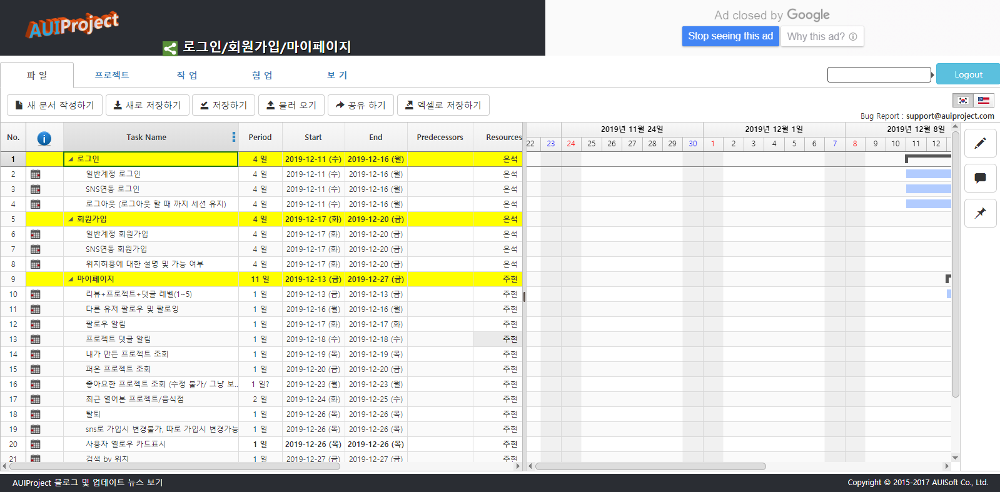 AUIProject
로그인/회원가입/마이페이지
Ad closed by Google
Stop seeing this ad Why this ad?
파 일 프로젝트 작 업 협 업 보 기
Logout
새 문서 작성하기 새로 저장하기 저장하기 불러 오기 공유 하기 엑셀로 저장하기
Bug Report : support@auiproject.com
No. Task Name Period Start End Predecessors Resources
2019년 11월 24일 2019년 12월 1일 2019년 12월 8일
22 23 24 25 26 27 28 29 30 1 2 3 4 5 6 7 8 9 10 11 12
1 로그인 4 일 2019-12-11 (수) 2019-12-16 (월) 은석
2 일반계정 로그인 4 일 2019-12-11 (수) 2019-12-16 (월) 은석
3 SNS연동 로그인 4 일 2019-12-11 (수) 2019-12-16 (월) 은석
4 로그아웃 (로그아웃 할 때 까지 세션 유지) 4 일 2019-12-11 (수) 2019-12-16 (월) 은석
5 회원가입 4 일 2019-12-17 (화) 2019-12-20 (금) 은석
6 일반계정 회원가입 4 일 2019-12-17 (화) 2019-12-20 (금) 은석
7 SNS연동 회원가입 4 일 2019-12-17 (화) 2019-12-20 (금) 은석
8 위치허용에 대한 설명 및 가능 여부 4 일 2019-12-17 (화) 2019-12-20 (금) 은석
9 마이페이지 11 일 2019-12-13 (금) 2019-12-27 (금) 주현
10 리뷰+프로젝트+댓글 레벨(1~5) 1 일 2019-12-13 (금) 2019-12-13 (금) 주현
11 다른 유저 팔로우 및 팔로잉 1 일 2019-12-16 (월) 2019-12-16 (월) 주현
12 팔로우 알림 1 일 2019-12-17 (화) 2019-12-17 (화) 주현
13 프로젝트 댓글 알림 1 일 2019-12-18 (수) 2019-12-18 (수) 주현
14 내가 만든 프로젝트 조회 1 일 2019-12-19 (목) 2019-12-19 (목) 주현
15 퍼온 프로젝트 조회 1 일 2019-12-20 (금) 2019-12-20 (금) 주현
16 좋아요한 프로젝트 조회 (수정 불가/ 그냥 보... 1 일? 2019-12-23 (월) 2019-12-23 (월) 주현
17 최근 열어본 프로젝트/음식점 2 일 2019-12-24 (화) 2019-12-25 (수) 주현
18 탈퇴 1 일 2019-12-26 (목) 2019-12-26 (목) 주현
19 sns로 가입시 변경불가, 따로 가입시 변경가능 1 일 2019-12-26 (목) 2019-12-26 (목) 주현
20 사용자 옐로우 카드표시 1 일 2019-12-26 (목) 2019-12-26 (목) 주현
21 검색 by 위치 1 일 2019-12-27 (금) 2019-12-27 (금) 주현
AUIProject 블로그 및 업데이트 뉴스 보기
Copyright © 2015-2017 AUISoft Co., Ltd.